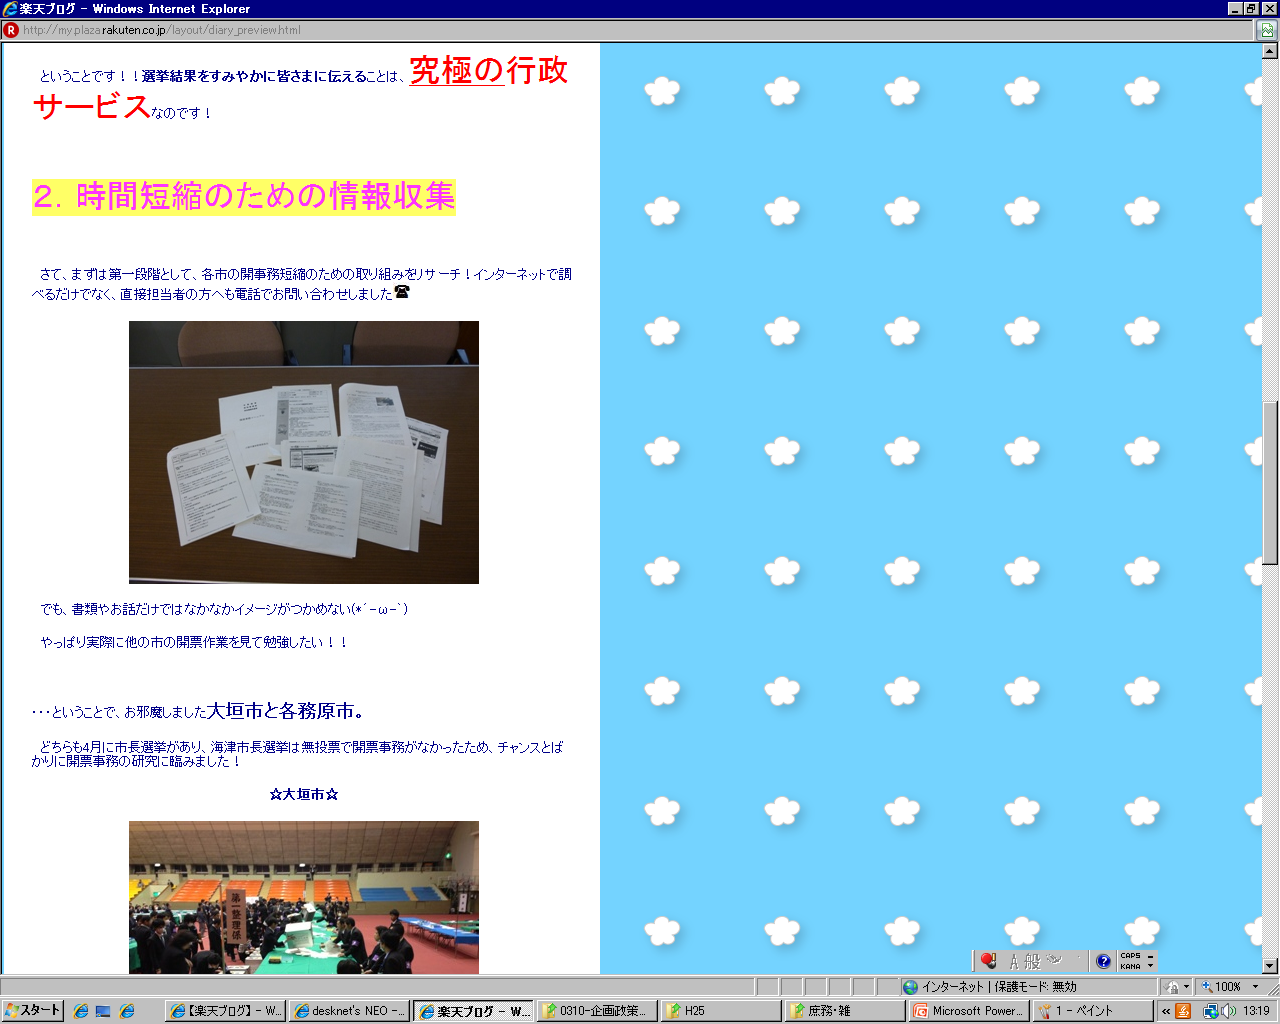 楽天ブログ - Windows Internet Explorer
http://my.plaza.rakuten.co.jp/layout/diary_preview.html
ということです！！選挙結果をすみやかに皆さまに伝えることは、究極の行政
サービスなのです！
２．時間短縮のための情報収集
さて、まずは第一段階として、各市の開事務短縮のための取り組みをリサーチ！インターネットで調
べるだけでなく、直接担当者の方へも電話でお問い合わせしました☎
でも、書類やお話だけではなかなかイメージがつかめない(*´-ω-`)
やっぱり実際に他の市の開票作業を見て勉強したい！！
・・・ということで、お邪魔しました大垣市と各務原市。
どちらも4月に市長選挙があり、海津市長選挙は無投票で開票事務がなかったため、チャンスとば
かりに開票事務の研究に臨みました！
☆大垣市☆
第一整理係
A 般
CAPS
KANA
インターネット | 保護モード: 無効
100%
スタート
【楽天ブログ】 - W...
desknet's NEO -...
楽天ブログ - W...
0310-企画政策...
H25
庶務・雑
Microsoft Power...
1 - ペイント
13:19